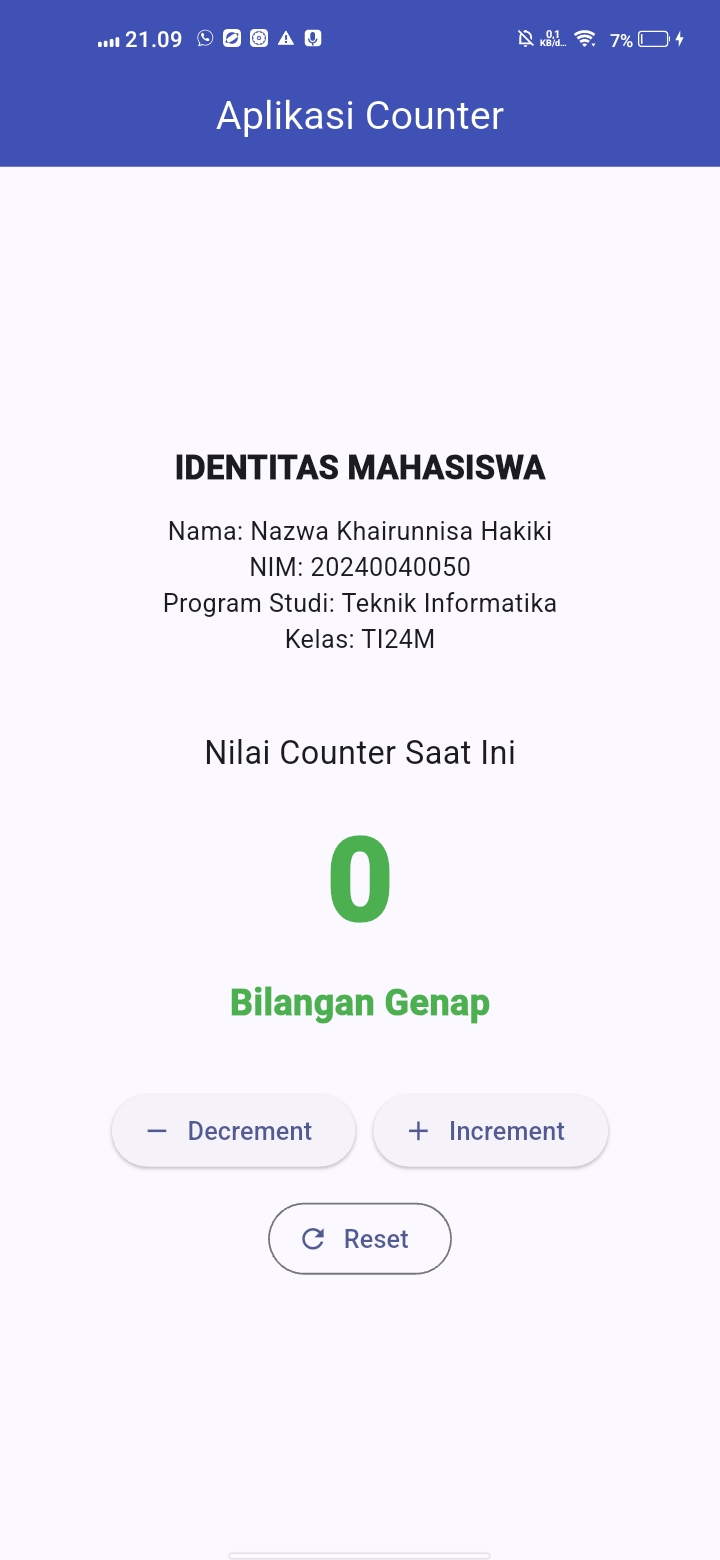 21.09
0,1
KB/d...
7%
Aplikasi Counter
IDENTITAS MAHASISWA
Nama: Nazwa Khairunnisa Hakiki
NIM: 20240040050
Program Studi: Teknik Informatika
Kelas: TI24M
Nilai Counter Saat Ini
0
Bilangan Genap
Decrement
Increment
Reset